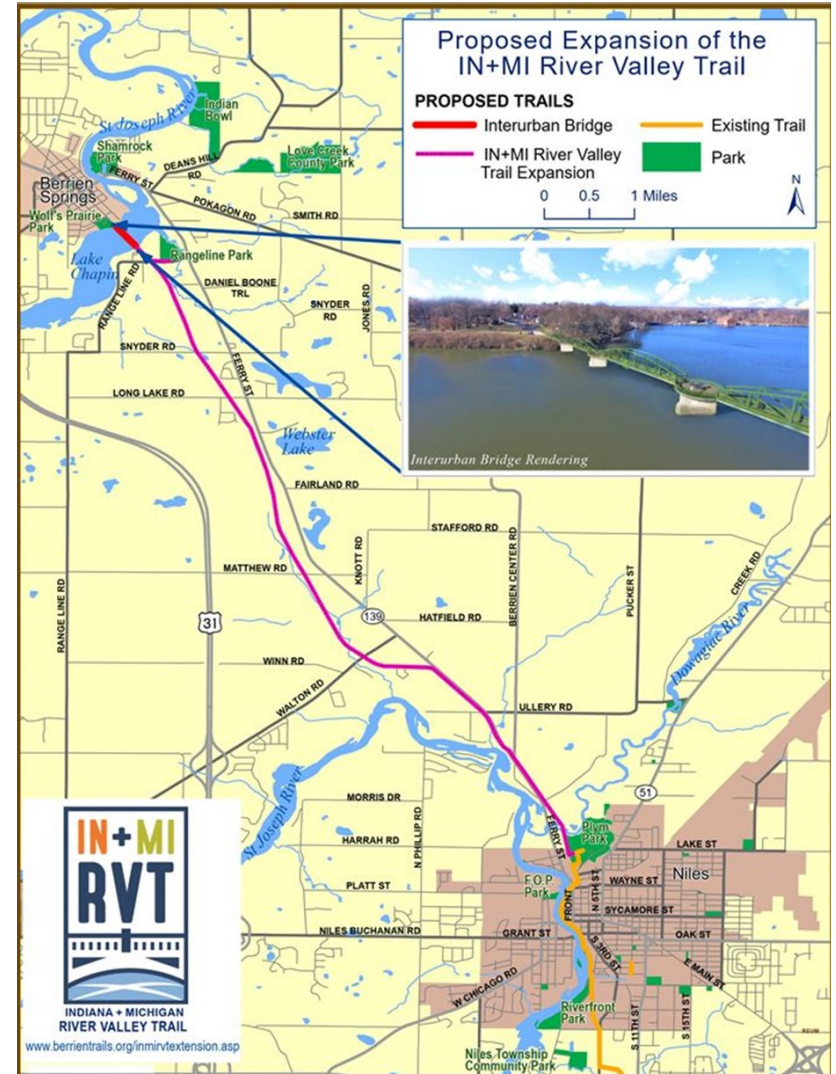 Proposed Expansion of the
IN+MI River Valley Trail
PROPOSED TRAILS
Interurban Bridge
Existing Trail
IN+MI River Valley
Trail Expansion
Park
0 0.5 1 Miles
N
Interurban Bridge Rendering
St Joseph River
Indian
Bowl
Shamrock
Park
DEANS HILL
RD
Love Creek
County Park
FERRY ST
Berrien
Springs
POKAGON RD
SMITH RD
Wolf's Prairie
Park
Rangeline Park
Lake
Chapin
RANGE LINE RD
DANIEL BOONE
TRL
SNYDER
RD
JONES RD
SNYDER RD
FERRY ST
LONG LAKE RD
Webster
Lake
FAIRLAND RD
STAFFORD RD
KNOTT RD
BERRIEN CENTER RD
PUCKER ST
CREEK RD
MATTHEW RD
RANGE LINE RD
31
139
HATFIELD RD
Dowagiac River
WINN RD
WALTON RD
ULLERY RD
St Joseph River
MORRIS DR
N PHILLIP RD
HARRAH RD
PLATT ST
NILES BUCHANAN RD
51
Plym
Park
FERRY ST
LAKE ST
Niles
F.O.P.
Park
FRONT
N 5TH ST
WAYNE ST
SYCAMORE ST
GRANT ST
OAK ST
S 3RD ST
E MAIN ST
W CHICAGO RD
Riverfront
Park
S 11TH ST
S 15TH ST
REUM
Niles Township
Community Park
IN+MI
RVT
INDIANA + MICHIGAN
RIVER VALLEY TRAIL
www.berrientrails.org/inmirvtextension.asp